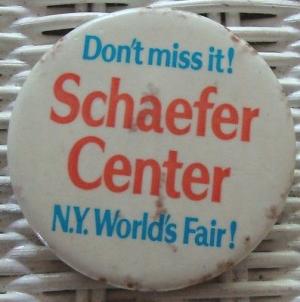 Don't miss it!
Schaefer
Center
N.Y. World's Fair!